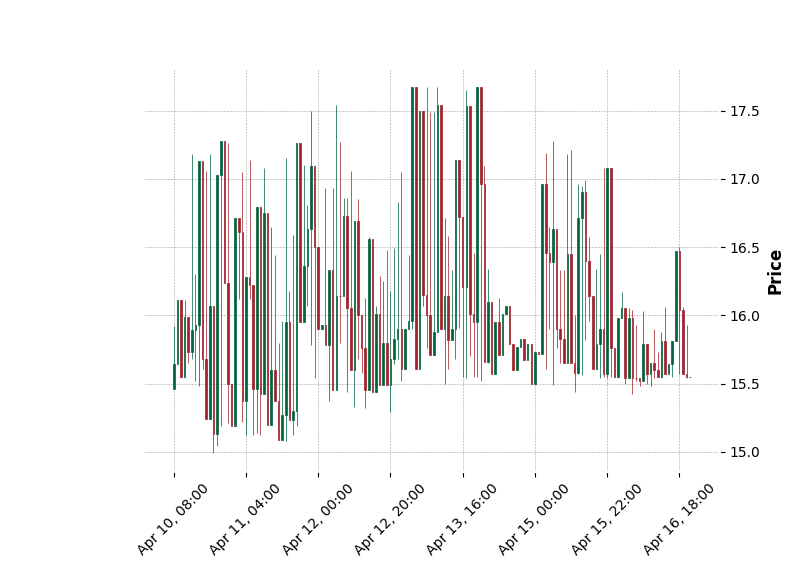 17.5
17.0
16.5
16.0
15.5
15.0
Price
Apr 10, 08:00
Apr 11, 04:00
Apr 12, 00:00
Apr 12, 20:00
Apr 13, 16:00
Apr 15, 00:00
Apr 15, 22:00
Apr 16, 18:00